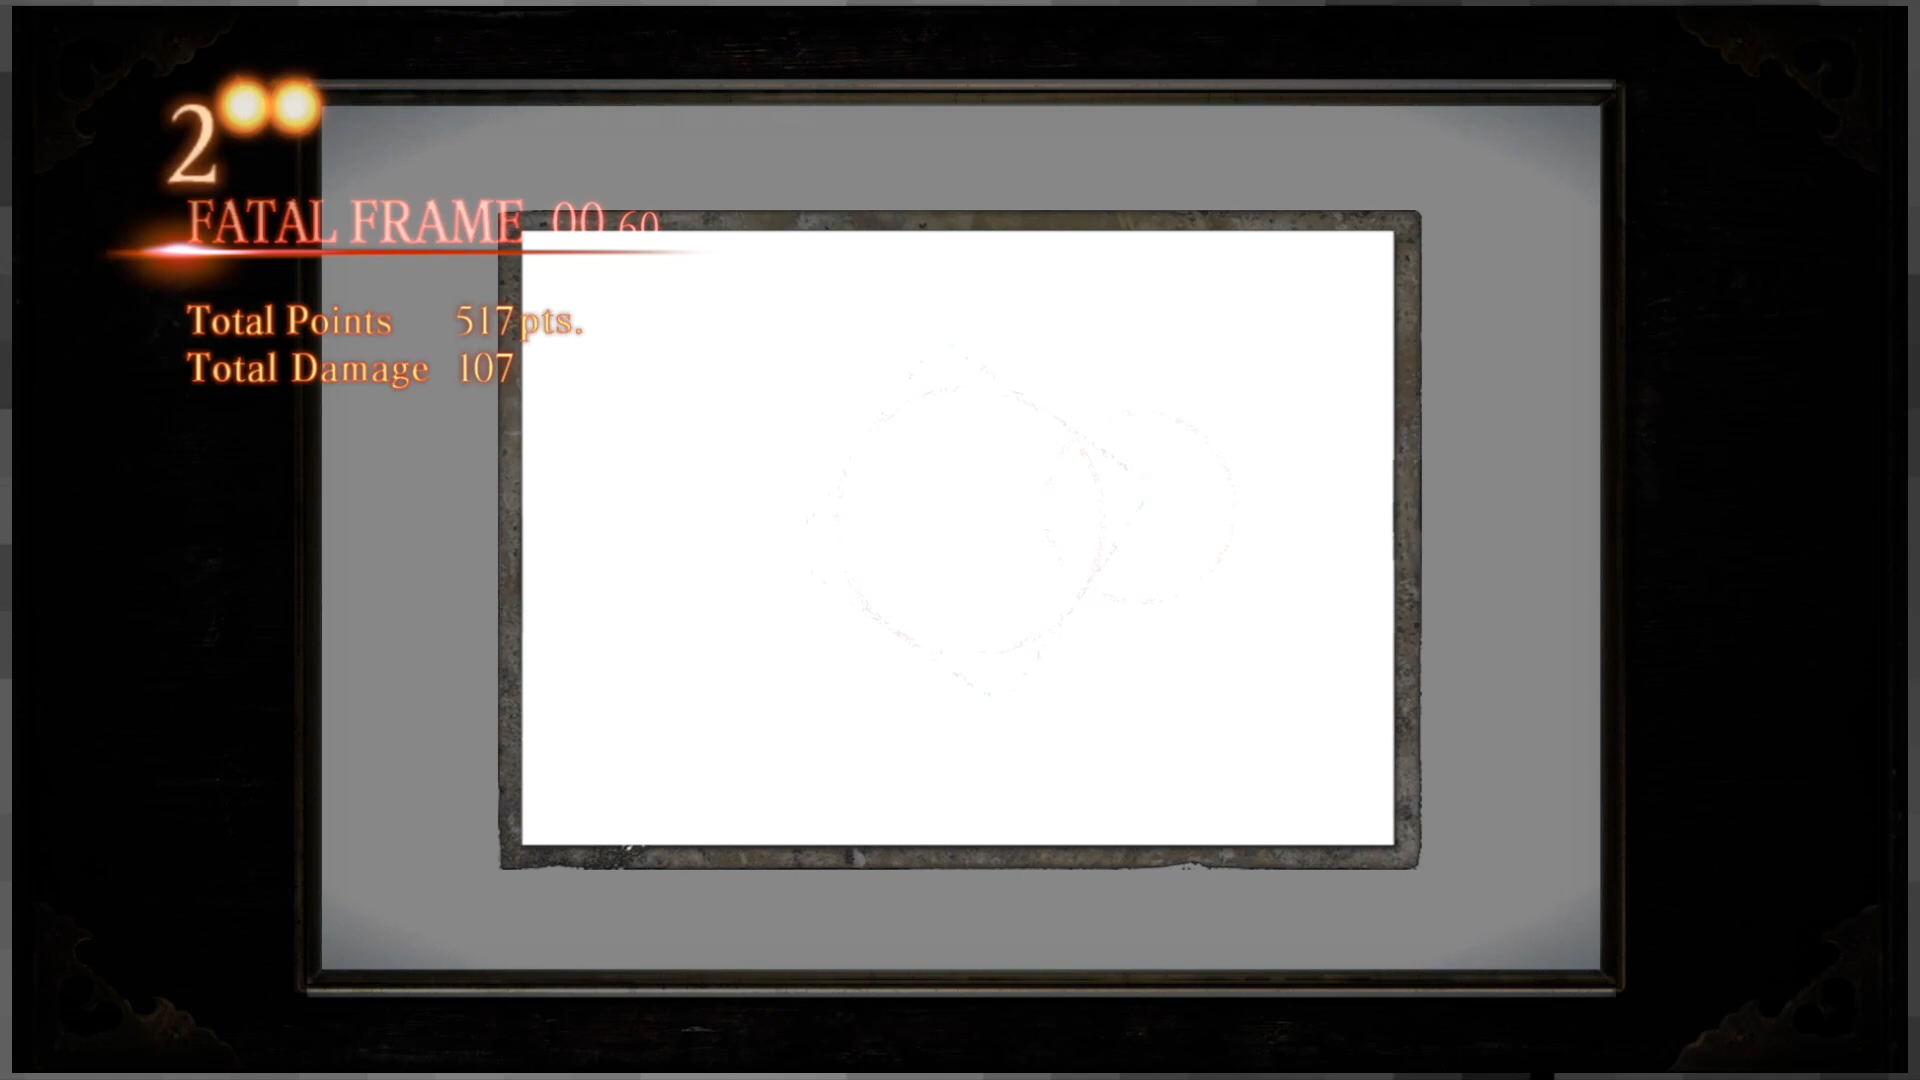 2
FATAL FRAME 00.60
Total Points 517pts.
Total Damage 107